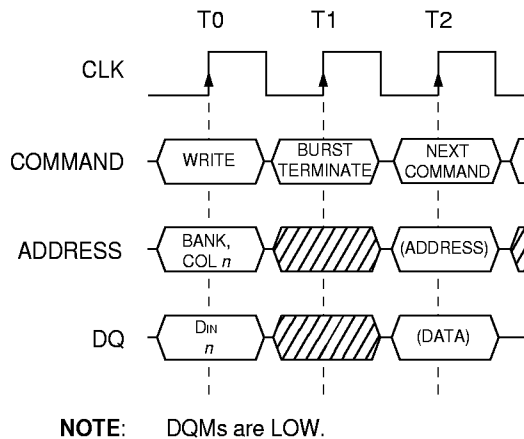 T0 T1 T2
CLK
COMMAND WRITE BURST TERMINATE NEXT COMMAND
ADDRESS BANK, COL n (ADDRESS)
DQ DIN n (DATA)
NOTE: DQMs are LOW.